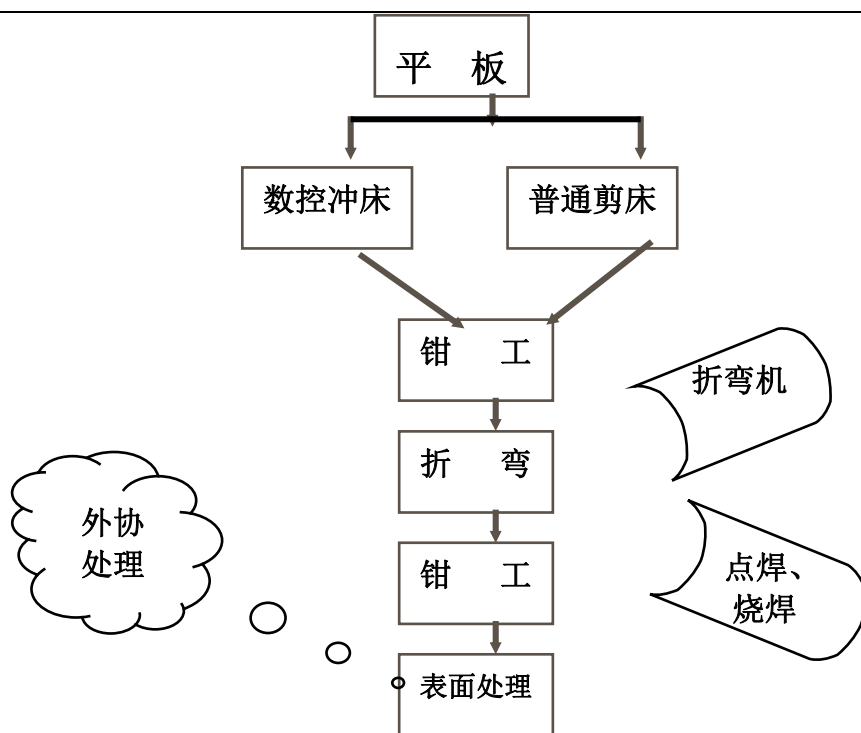 平 板
数控冲床
普通剪床
钳 工
折弯机
折 弯
外协
处理
钳 工
点焊、
烧焊
表面处理